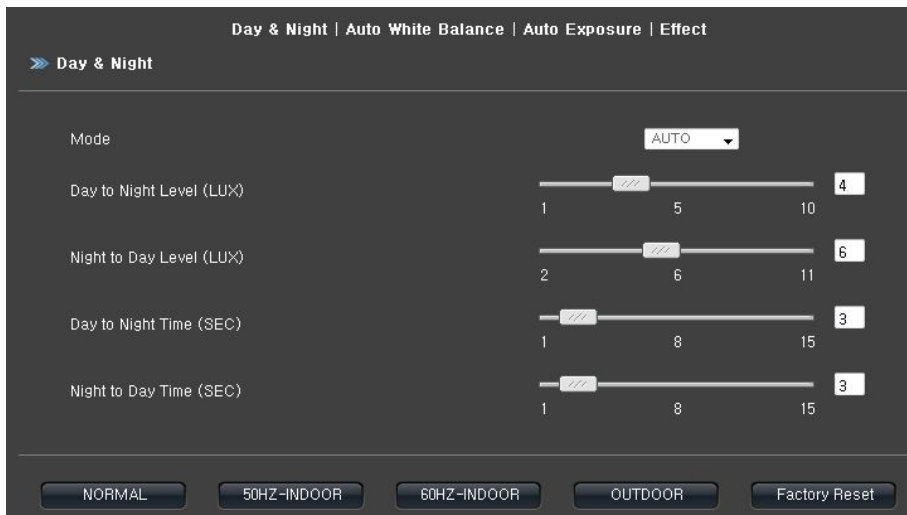 Day & Night | Auto White Balance | Auto Exposure | Effect
Day & Night
Mode AUTO
Day to Night Level (LUX) 4
1 5 10
Night to Day Level (LUX) 6
2 6 11
Day to Night Time (SEC) 3
1 8 15
Night to Day Time (SEC) 3
1 8 15
NORMAL 50HZ-INDOOR 60HZ-INDOOR OUTDOOR Factory Reset